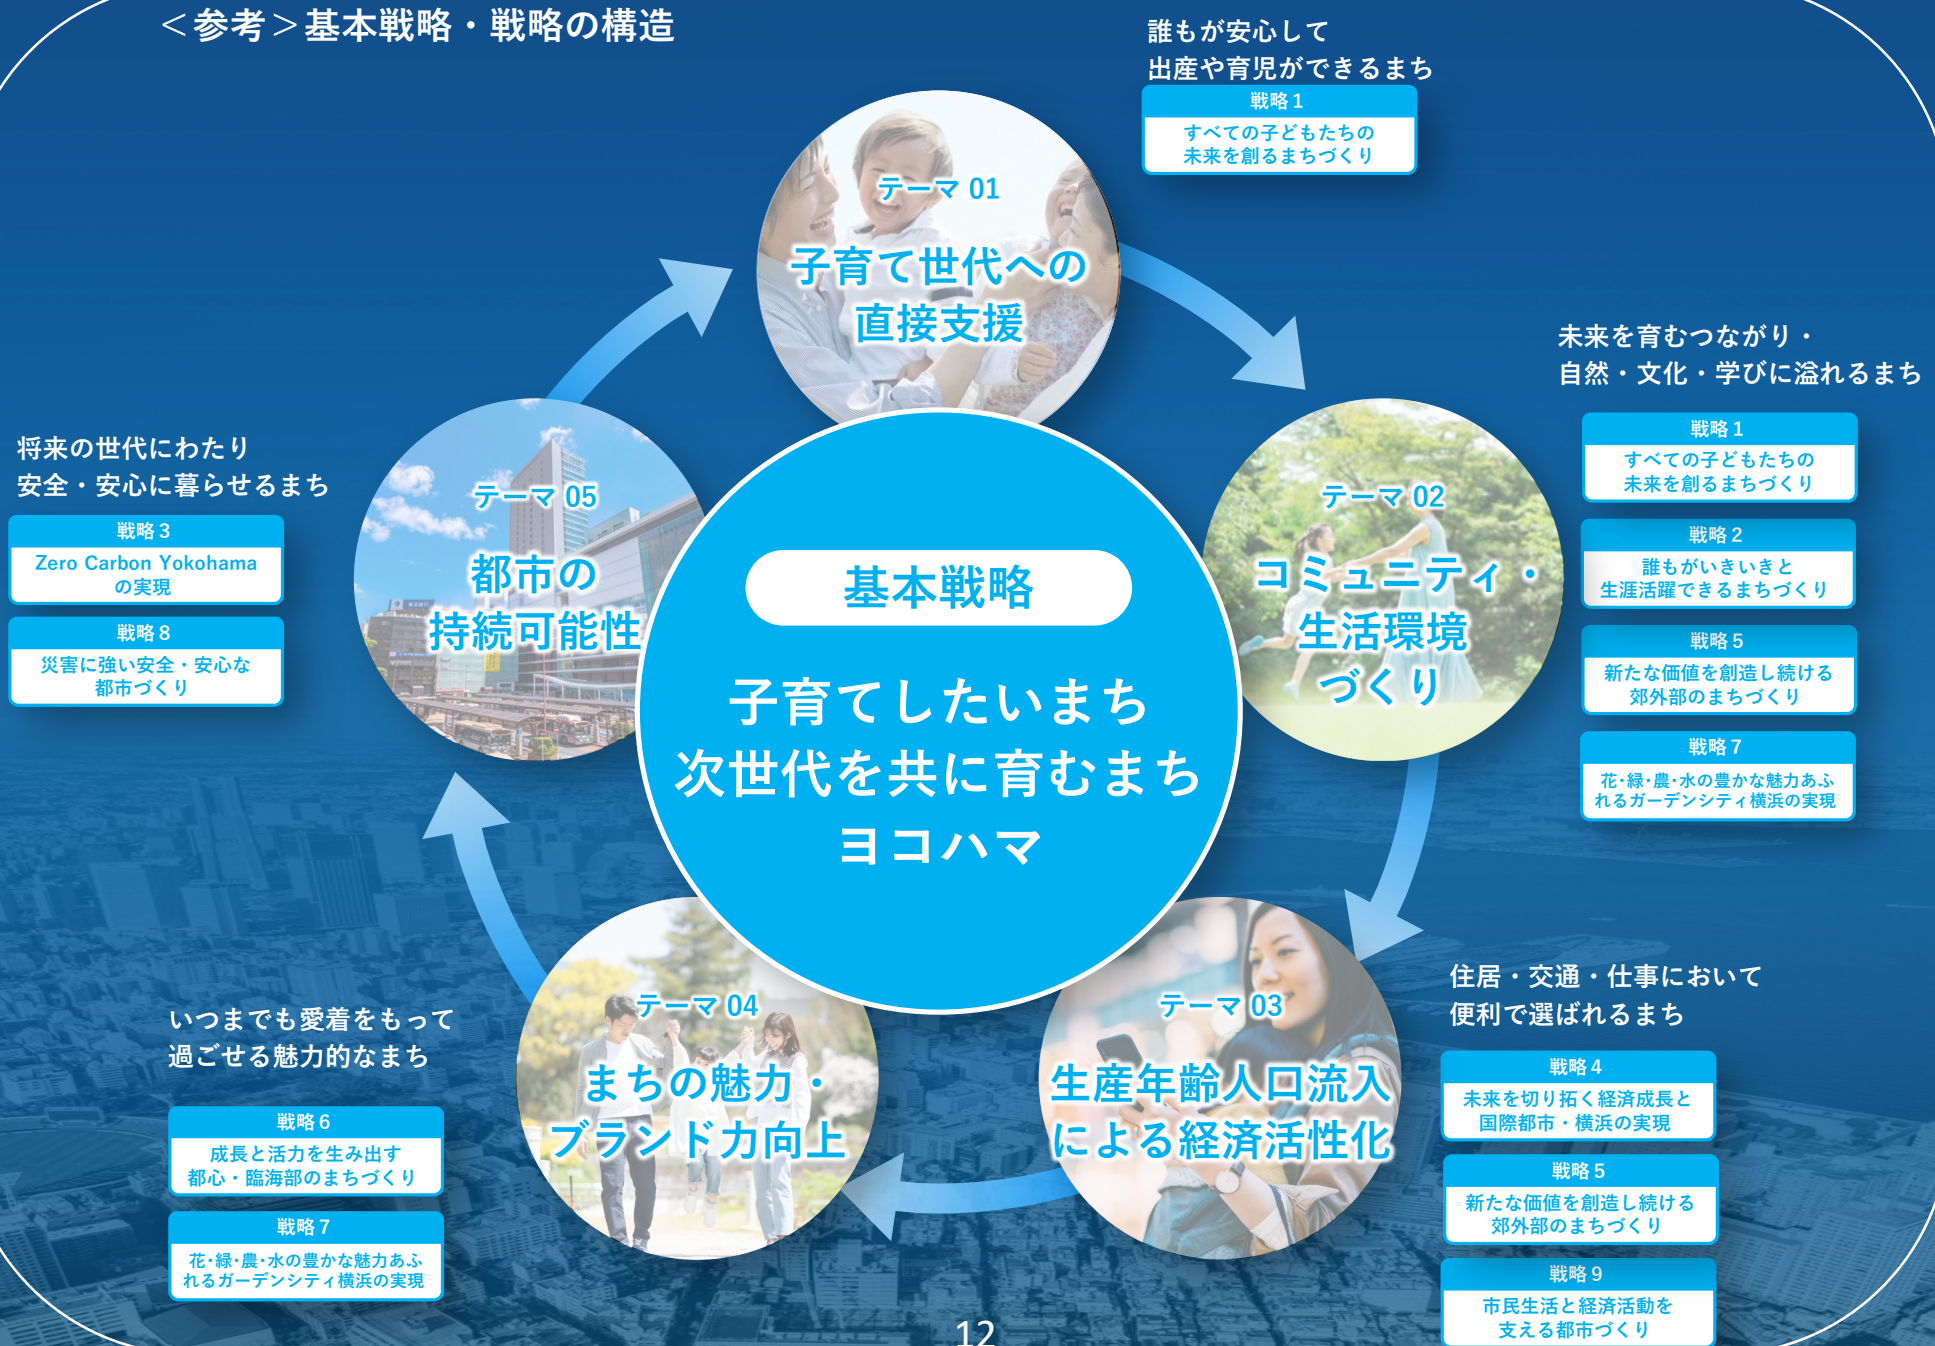 ＜参考＞基本戦略・戦略の構造
誰もが安心して
出産や育児ができるまち
戦略1
すべての子どもたちの
未来を創るまちづくり
テーマ 01
子育て世代への
直接支援
未来を育むつながり・
自然・文化・学びに溢れるまち
戦略1
すべての子どもたちの
未来を創るまちづくり
戦略2
誰もがいきいきと
生涯活躍できるまちづくり
戦略5
新たな価値を創造し続ける
郊外部のまちづくり
戦略7
花・緑・農・水の豊かな魅力あふ
れるガーデンシティ横浜の実現
テーマ 02
コミュニティ・
生活環境
づくり
将来の世代にわたり
安全・安心に暮らせるまち
戦略3
Zero Carbon Yokohama
の実現
戦略8
災害に強い安全・安心な
都市づくり
テーマ 05
都市の
持続可能性
基本戦略
子育てしたいまち
次世代を共に育むまち
ヨコハマ
いつまでも愛着をもって
過ごせる魅力的なまち
戦略6
成長と活力を生み出す
都心・臨海部のまちづくり
戦略7
花・緑・農・水の豊かな魅力あふ
れるガーデンシティ横浜の実現
テーマ 04
まちの魅力・
ブランド力向上
テーマ 03
生産年齢人口流入
による経済活性化
住居・交通・仕事において
便利で選ばれるまち
戦略4
未来を切り拓く経済成長と
国際都市・横浜の実現
戦略5
新たな価値を創造し続ける
郊外部のまちづくり
戦略9
市民生活と経済活動を
支える都市づくり
12